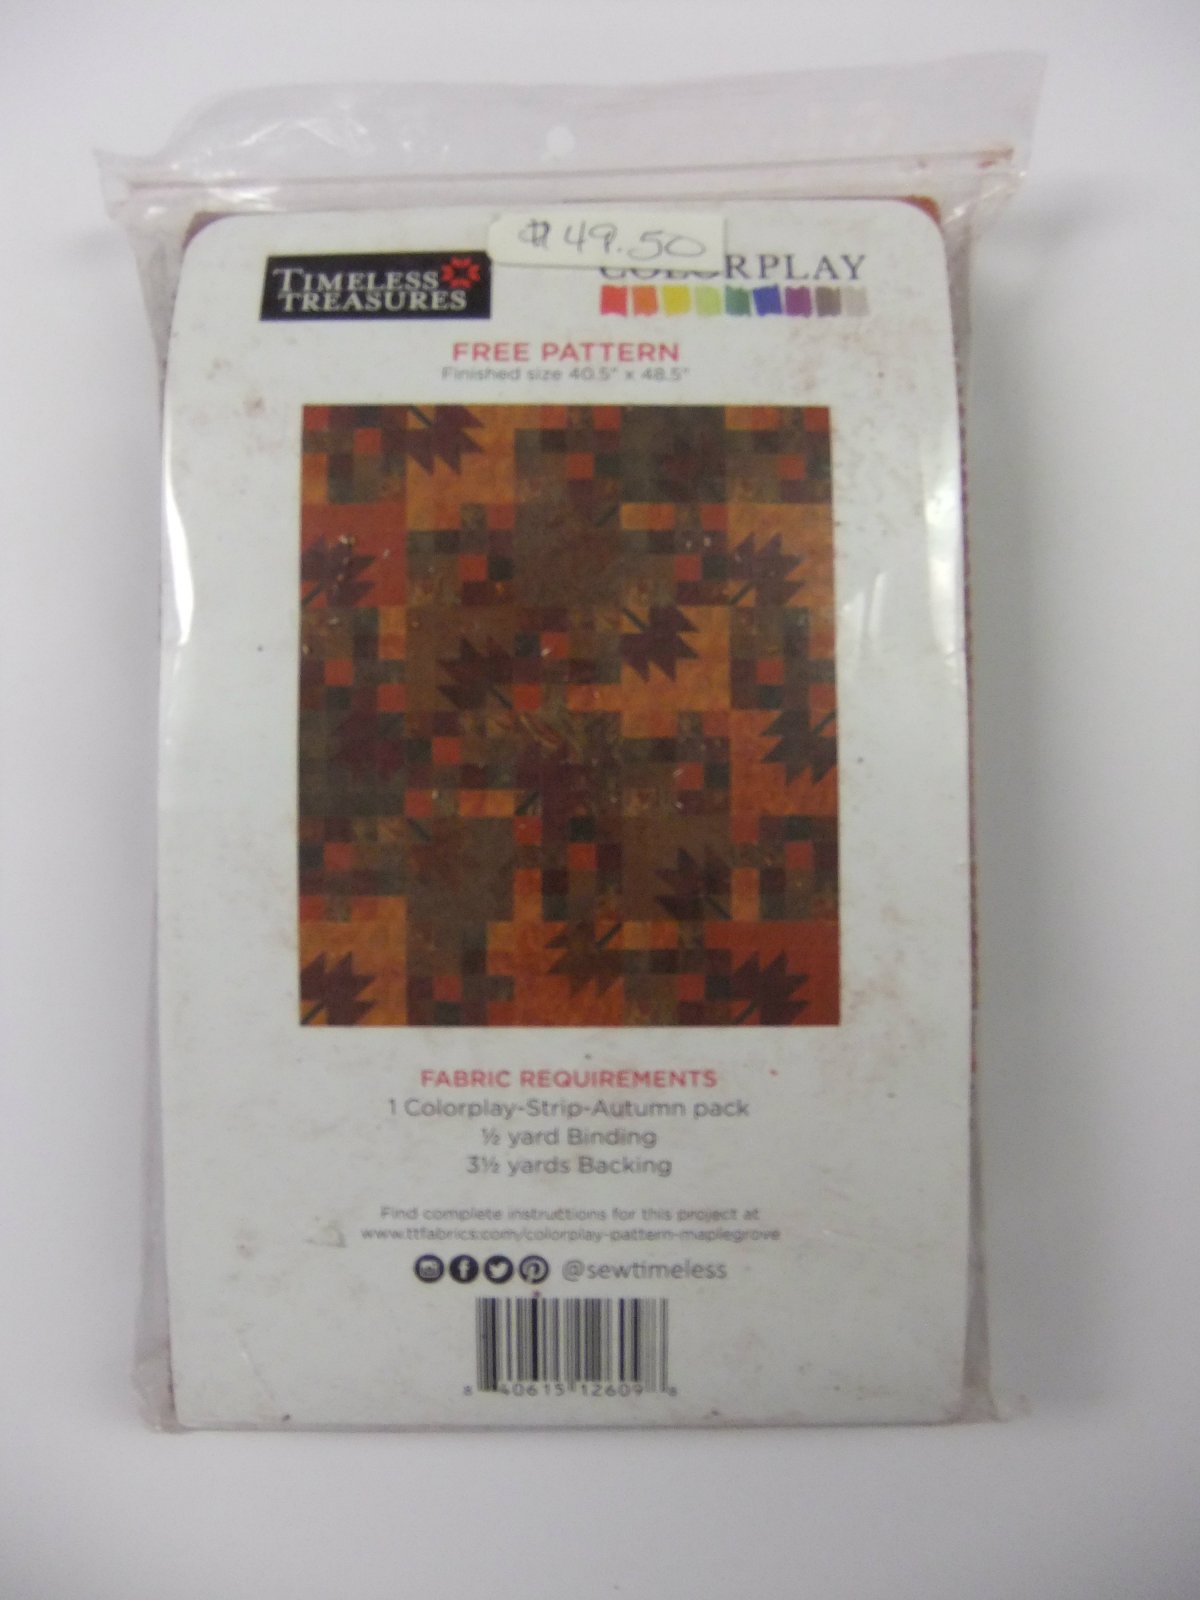 $49.50
TIMELESS
TREASURES
COLORPLAY
FREE PATTERN
Finished size 40.5" x 48.5"
FABRIC REQUIREMENTS
1 Colorplay-Strip-Autumn pack
½ yard Binding
3½ yards Backing
Find complete instructions for this project at
www.ttfabrics.com/colorplay-pattern-maplegrove
@sewtimeless
8 40615 12609 8